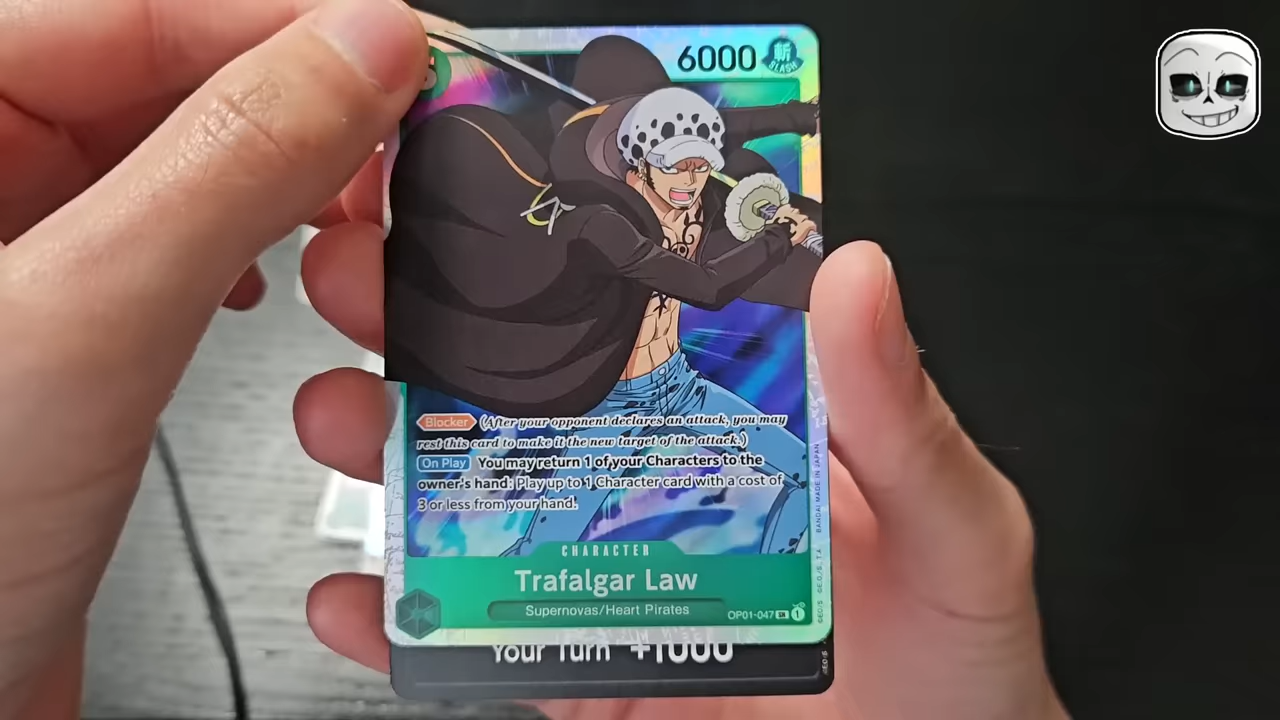 6000 斬
SLASH
Blocker (After your opponent declares an attack, you may
rest this card to make it the new target of the attack.)
On Play You may return 1 of your Characters to the
owner's hand: Play up to 1 Character card with a cost of
3 or less from your hand.
CHARACTER
Trafalgar Law
Supernovas/Heart Pirates
OP01-047 SR 1
©E.O/S. ©E.O/S., T.A BANDAI MADE IN JAPAN
Your Turn +1000